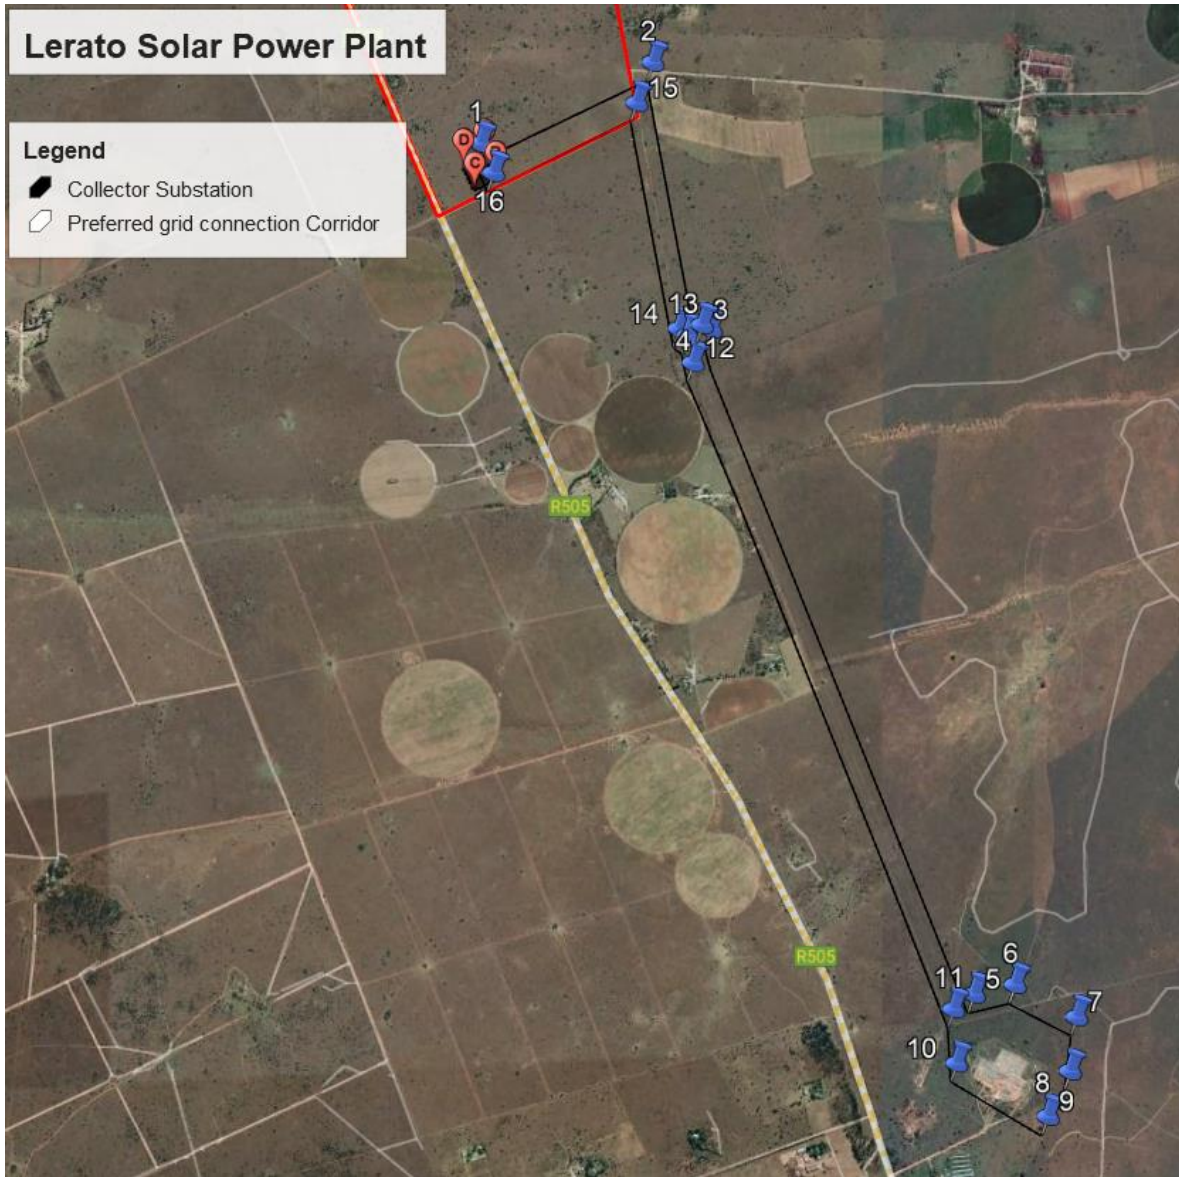 Lerato Solar Power Plant
2
15
1
Legend
D
C
Collector Substation
16
Preferred grid connection Corridor
14
13
3
4
12
R505
R505
6
11
5
7
10
8
9